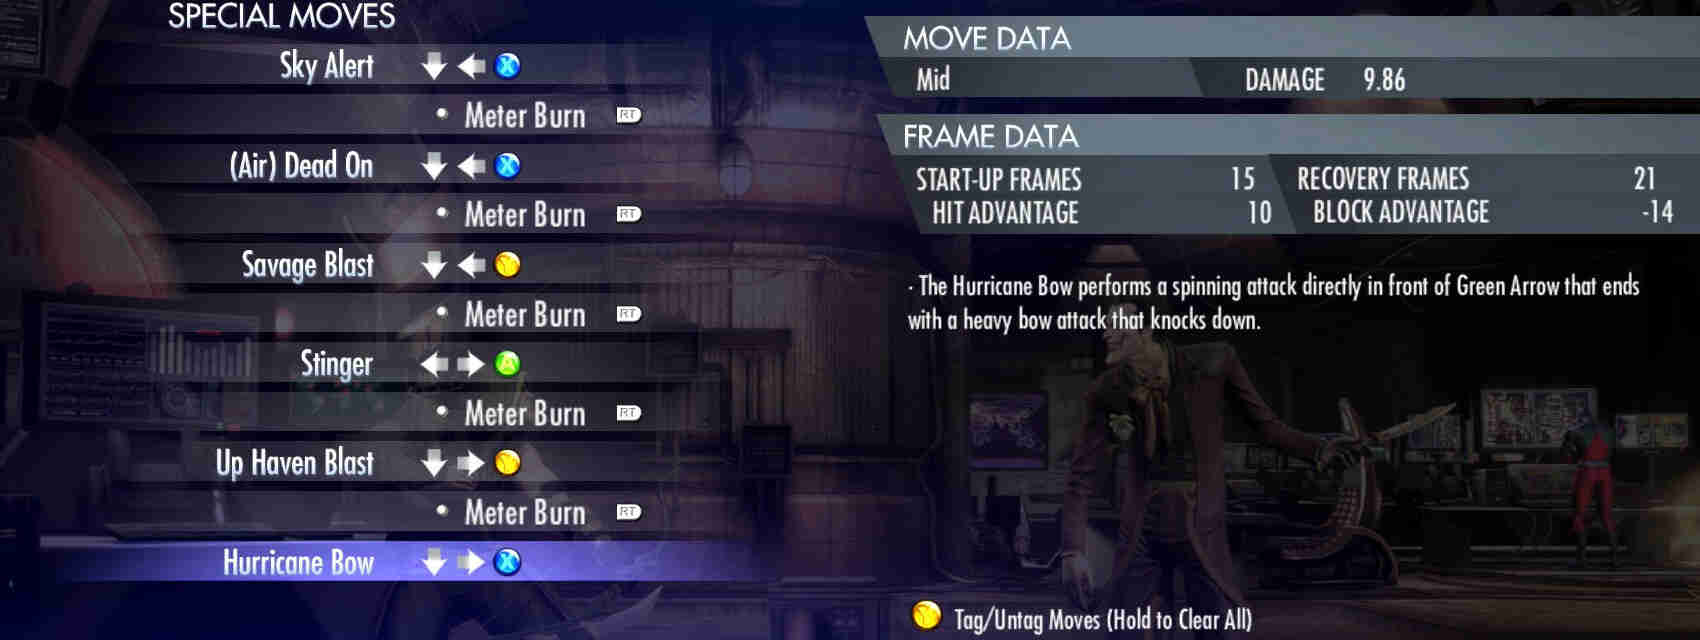 SPECIAL MOVES
Sky Alert X
• Meter Burn RT
(Air) Dead On X
• Meter Burn RT
Savage Blast Y
• Meter Burn RT
Stinger A
• Meter Burn RT
Up Haven Blast Y
• Meter Burn RT
Hurricane Bow X
MOVE DATA
Mid DAMAGE 9.86
FRAME DATA
START-UP FRAMES 15 RECOVERY FRAMES 21
HIT ADVANTAGE 10 BLOCK ADVANTAGE -14
- The Hurricane Bow performs a spinning attack directly in front of Green Arrow that ends
with a heavy bow attack that knocks down.
Y Tag/Untag Moves (Hold to Clear All)